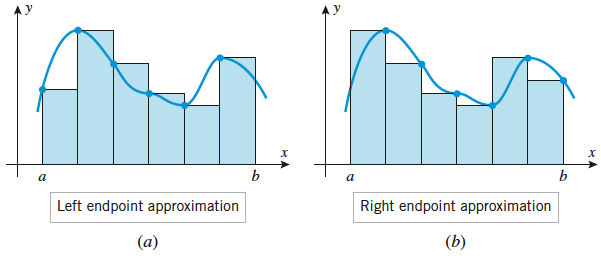 y
x
a
b
Left endpoint approximation
(a)
y
x
a
b
Right endpoint approximation
(b)